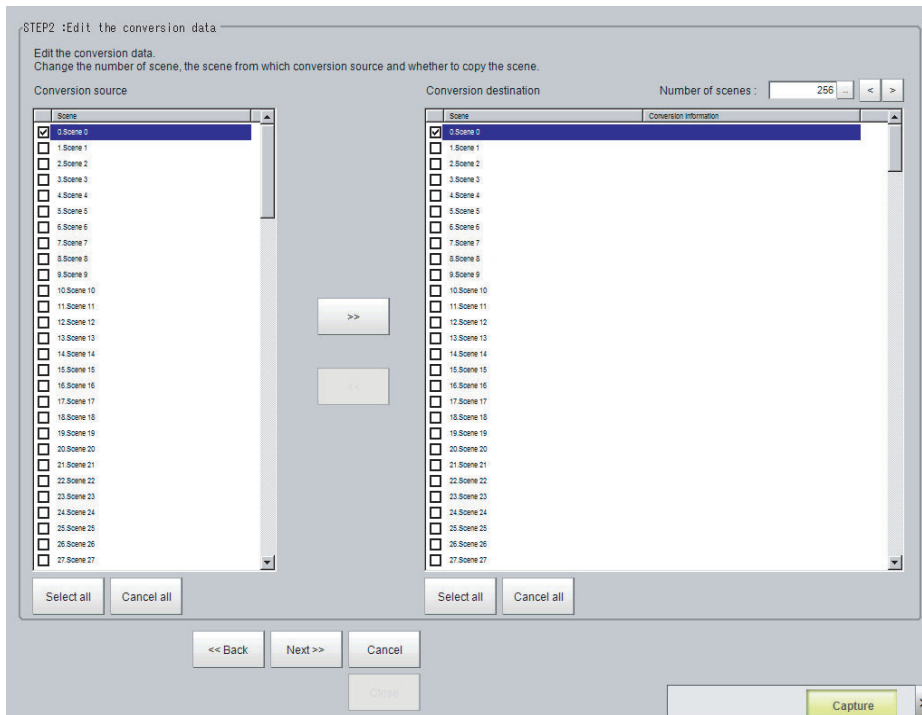 STEP2 :Edit the conversion data
Edit the conversion data.
Change the number of scene, the scene from which conversion source and whether to copy the scene.
Conversion source
Scene
0.Scene 0
1.Scene 1
2.Scene 2
3.Scene 3
4.Scene 4
5.Scene 5
6.Scene 6
7.Scene 7
8.Scene 8
9.Scene 9
10.Scene 10
11.Scene 11
12.Scene 12
13.Scene 13
14.Scene 14
15.Scene 15
16.Scene 16
17.Scene 17
18.Scene 18
19.Scene 19
20.Scene 20
21.Scene 21
22.Scene 22
23.Scene 23
24.Scene 24
25.Scene 25
26.Scene 26
27.Scene 27
Select all Cancel all
>>
<<
Conversion destination Number of scenes : 256 ... < >
Scene Conversion information
0.Scene 0
1.Scene 1
2.Scene 2
3.Scene 3
4.Scene 4
5.Scene 5
6.Scene 6
7.Scene 7
8.Scene 8
9.Scene 9
10.Scene 10
11.Scene 11
12.Scene 12
13.Scene 13
14.Scene 14
15.Scene 15
16.Scene 16
17.Scene 17
18.Scene 18
19.Scene 19
20.Scene 20
21.Scene 21
22.Scene 22
23.Scene 23
24.Scene 24
25.Scene 25
26.Scene 26
27.Scene 27
Select all Cancel all
<< Back Next >> Cancel
Close
Capture